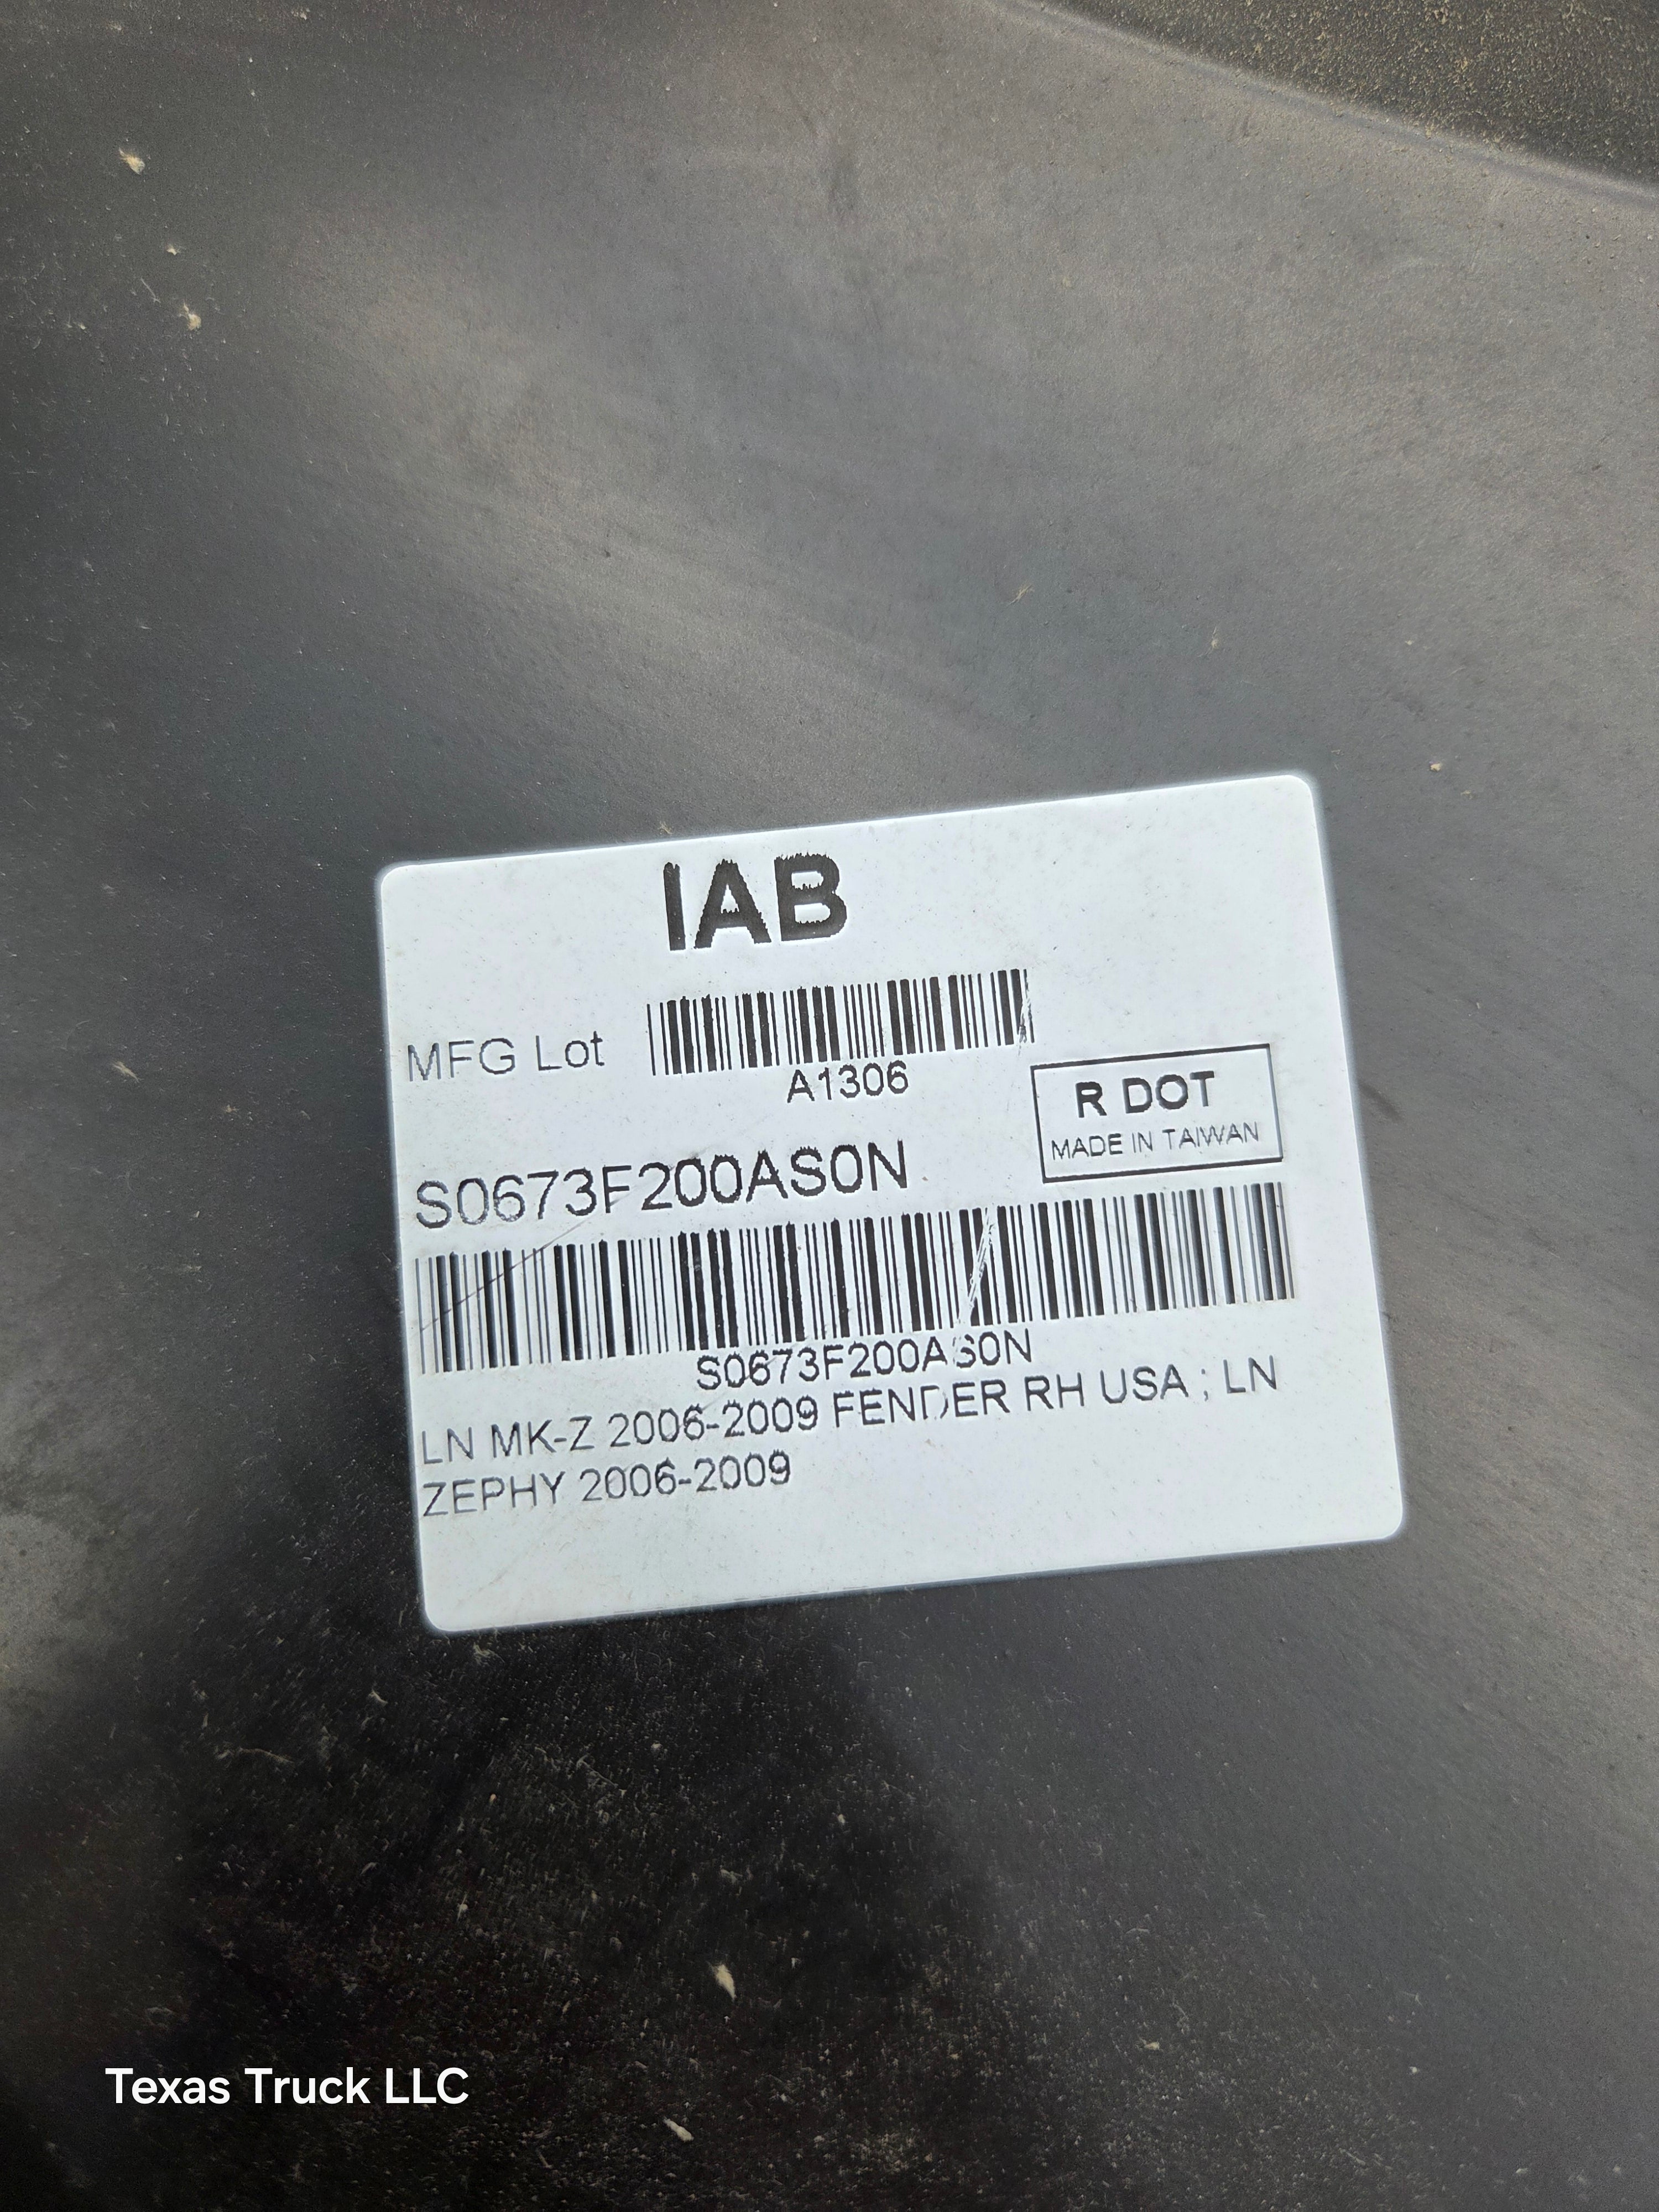 IAB
MFG Lot
A1306
R DOT
MADE IN TAIWAN
S0673F200AS0N
S0673F200AS0N
LN MK-Z 2006-2009 FENDER RH USA ; LN
ZEPHY 2006-2009
Texas Truck LLC